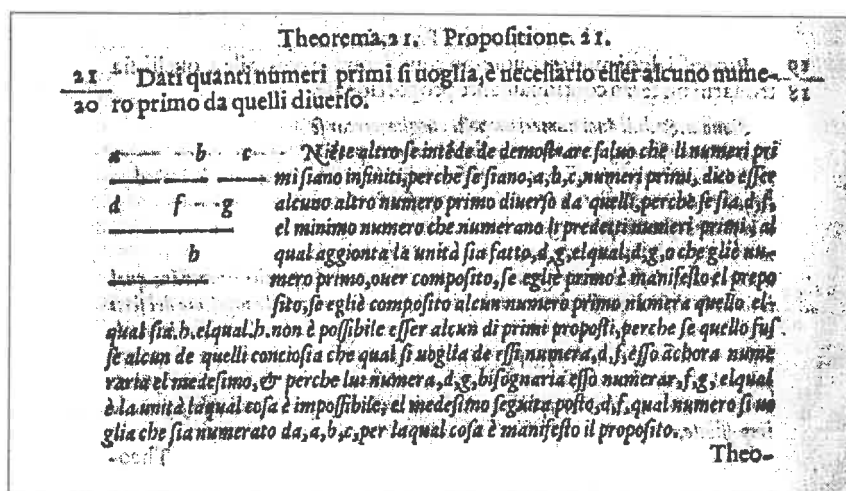 Theorema. 21. Propositione. 21.
21
20
Dati quanti numeri primi si uoglia, è necessario esser alcuno nume-
ro primo da quelli diuerso.
a b c
d f g
b
Niẽte altro se intẽde de demostrare saluo che li numeri pri
mi siano infiniti, perche se siano, a, b, c, numeri primi, dico esser
alcuno altro numero primo diuerso da quelli, perche se sia, d, f,
el minimo numero che numerano li predetti numeri primi, al
qual aggionta la unità sia fatto, d, g, elqual, d, g, o che gliè nu-
mero primo, ouer composito, se egliè primo è manifesto el propo
sito, se egliè composito alcun numero primo numera quello el-
qual sia. h. elqual. h. non è possibile esser alcun di primi proposti, perche se quello fus
se alcun de quelli conciosia che qual si uoglia de essi numera, d, f, esso ãchora nume
raria el medesimo, & perche lui numera, d, g, bisognaria esso numerar, f, g, elqual
è la unità laqual cosa è impossibile, el medesimo seguita posto, d, f, qual numero si uo
glia che sia numerato da, a, b, c, per laqual cosa è manifesto il proposito.
Theo-